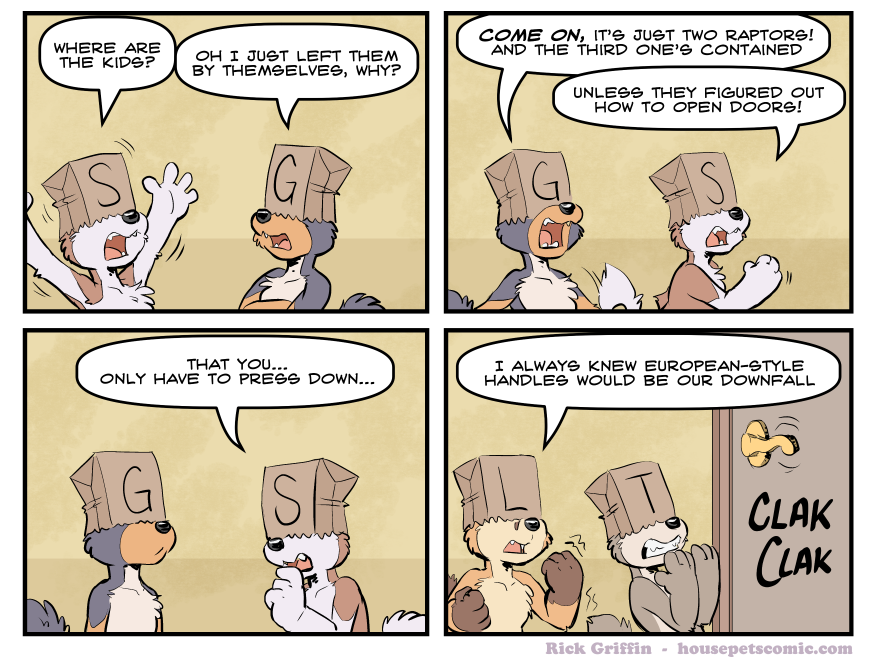 WHERE ARE
THE KIDS?
OH I JUST LEFT THEM
BY THEMSELVES, WHY?
S
G
COME ON, IT'S JUST TWO RAPTORS!
AND THE THIRD ONE'S CONTAINED
UNLESS THEY FIGURED OUT
HOW TO OPEN DOORS!
G
S
THAT YOU...
ONLY HAVE TO PRESS DOWN...
G
S
I ALWAYS KNEW EUROPEAN-STYLE
HANDLES WOULD BE OUR DOWNFALL
L
T
CLAK
CLAK
Rick Griffin - housepetscomic.com